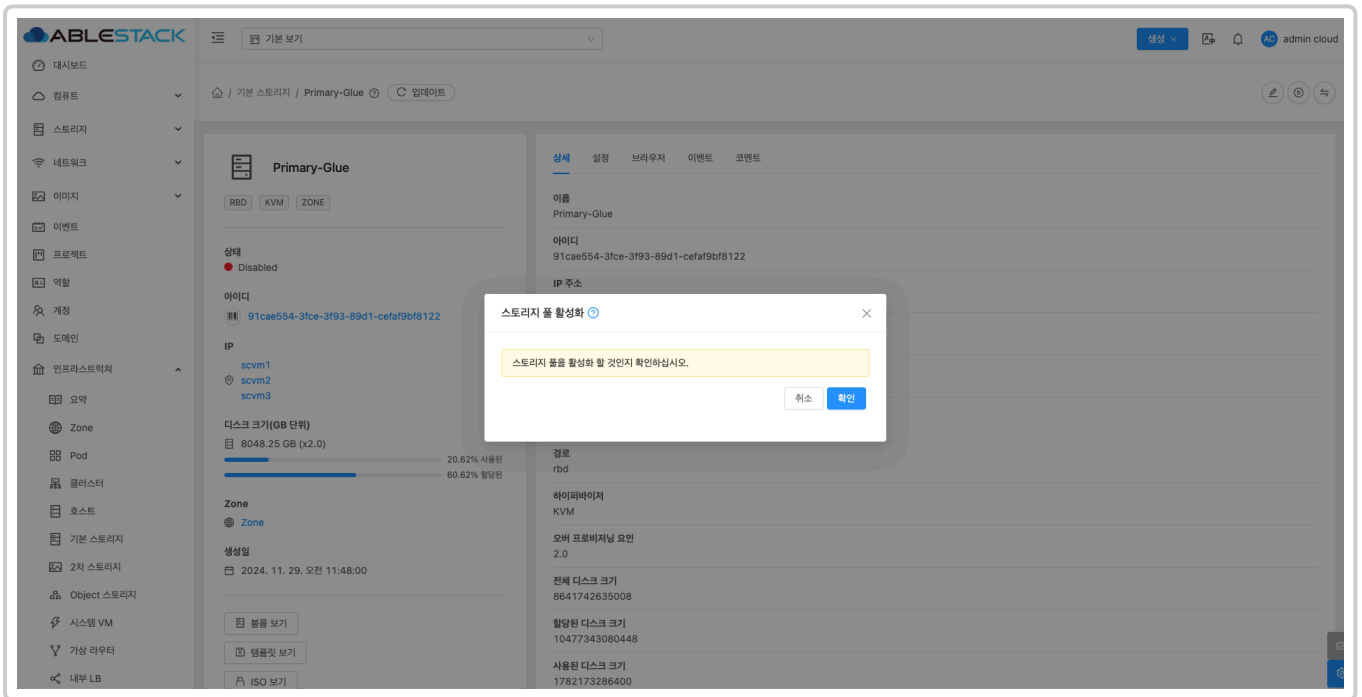 ABLESTACK
기본 보기
생성
AC admin cloud
대시보드
컴퓨트
스토리지
네트워크
이미지
이벤트
프로젝트
역할
계정
도메인
인프라스트럭쳐
요약
Zone
Pod
클러스터
호스트
기본 스토리지
2차 스토리지
Object 스토리지
시스템 VM
가상 라우터
내부 LB
/ 기본 스토리지 / Primary-Glue 업데이트
Primary-Glue
RBD KVM ZONE
상태
Disabled
아이디
91cae554-3fce-3f93-89d1-cefaf9bf8122
IP
scvm1
scvm2
scvm3
디스크 크기(GB 단위)
8048.25 GB (x2.0)
20.62% 사용된
60.62% 할당된
Zone
Zone
생성일
2024. 11. 29. 오전 11:48:00
볼륨 보기
템플릿 보기
ISO 보기
상세 설정 브라우저 이벤트 코멘트
이름
Primary-Glue
아이디
91cae554-3fce-3f93-89d1-cefaf9bf8122
IP 주소
스토리지 풀 활성화
스토리지 풀을 활성화 할 것인지 확인하십시오.
취소 확인
경로
rbd
하이퍼바이저
KVM
오버 프로비저닝 요인
2.0
전체 디스크 크기
8641742635008
할당된 디스크 크기
10477343080448
사용된 디스크 크기
1782173286400